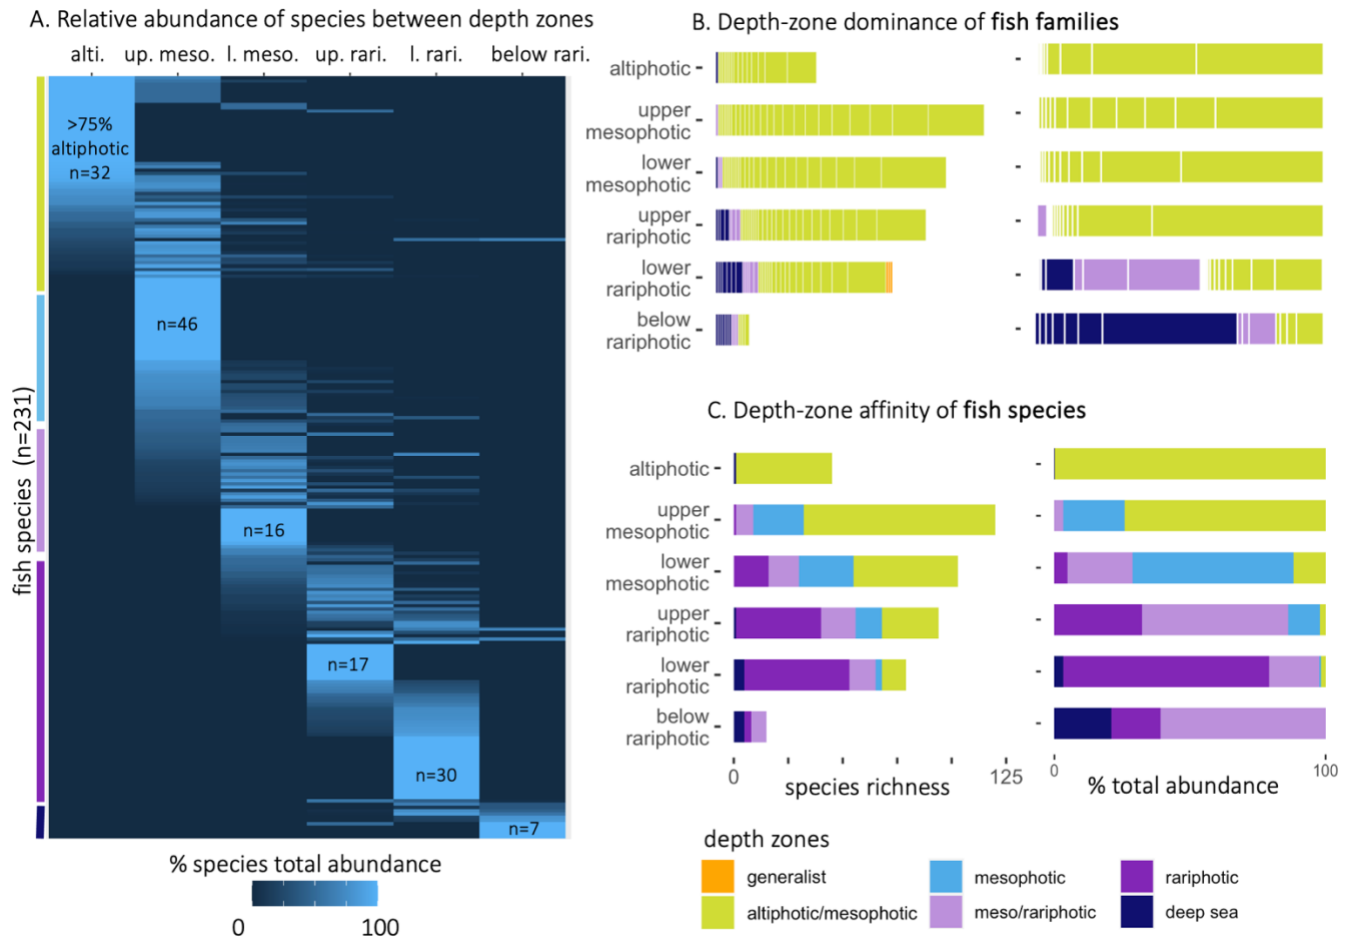 A. Relative abundance of species between depth zones
alti. up. meso. l. meso. up. rari. l. rari. below rari.
>75%
altiphotic
n=32
n=46
n=16
n=17
n=30
n=7
fish species (n=231)
% species total abundance
0 100
B. Depth-zone dominance of fish families
altiphotic
upper
mesophotic
lower
mesophotic
upper
rariphotic
lower
rariphotic
below
rariphotic
C. Depth-zone affinity of fish species
altiphotic
upper
mesophotic
lower
mesophotic
upper
rariphotic
lower
rariphotic
below
rariphotic
0 125
species richness
0 100
% total abundance
depth zones
generalist mesophotic rariphotic
altiphotic/mesophotic meso/rariphotic deep sea